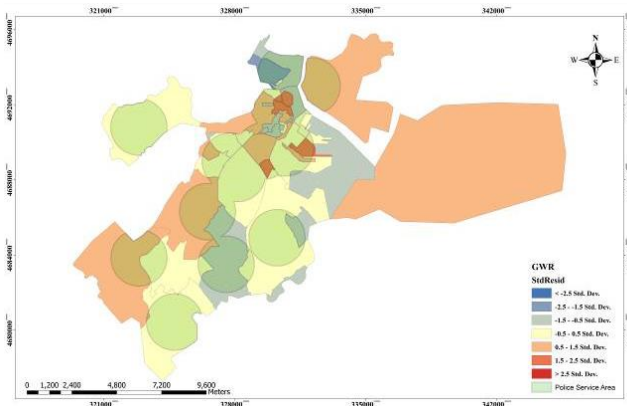 321000 328000 335000 342000
4696000
N
W E
S
4692000
4688000
4684000
4680000
GWR
StdResid
< -2.5 Std. Dev.
-2.5 - -1.5 Std. Dev.
-1.5 - -0.5 Std. Dev.
-0.5 - 0.5 Std. Dev.
0.5 - 1.5 Std. Dev.
1.5 - 2.5 Std. Dev.
> 2.5 Std. Dev.
Police Service Area
0 1,200 2,400 4,800 7,200 9,600
Meters
321000 328000 335000 342000